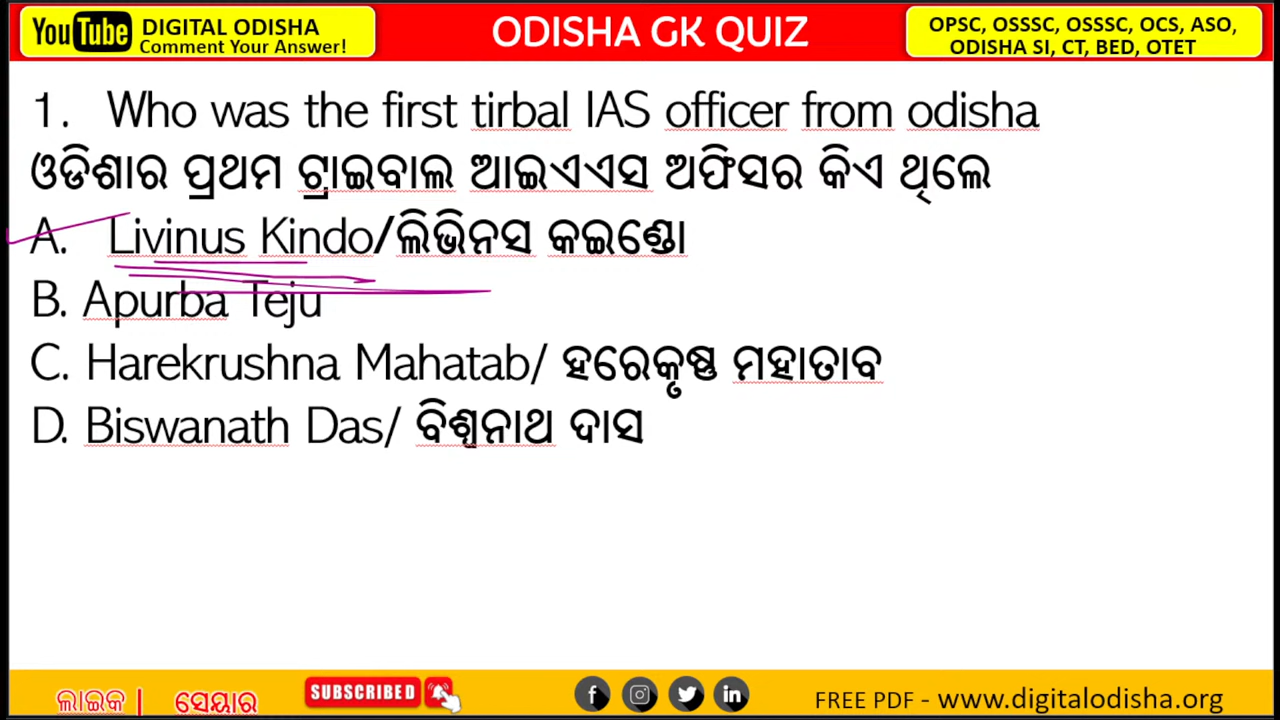 You Tube DIGITAL ODISHA
Comment Your Answer!
ODISHA GK QUIZ
OPSC, OSSSC, OSSSC, OCS, ASO,
ODISHA SI, CT, BED, OTET
1. Who was the first tirbal IAS officer from odisha
ଓଡିଶାର ପ୍ରଥମ ଟ୍ରାଇବାଲ ଆଇଏଏସ ଅଫିସର କିଏ ଥିଲେ
A. Livinus Kindo/ଲିଭିନସ କଇଣ୍ଡୋ
B. Apurba Teju
C. Harekrushna Mahatab/ ହରେକୃଷ୍ଣ ମହାତାବ
D. Biswanath Das/ ବିଶ୍ୱନାଥ ଦାସ
ଲାଇକ | ସେୟାର
SUBSCRIBED
FREE PDF - www.digitalodisha.org